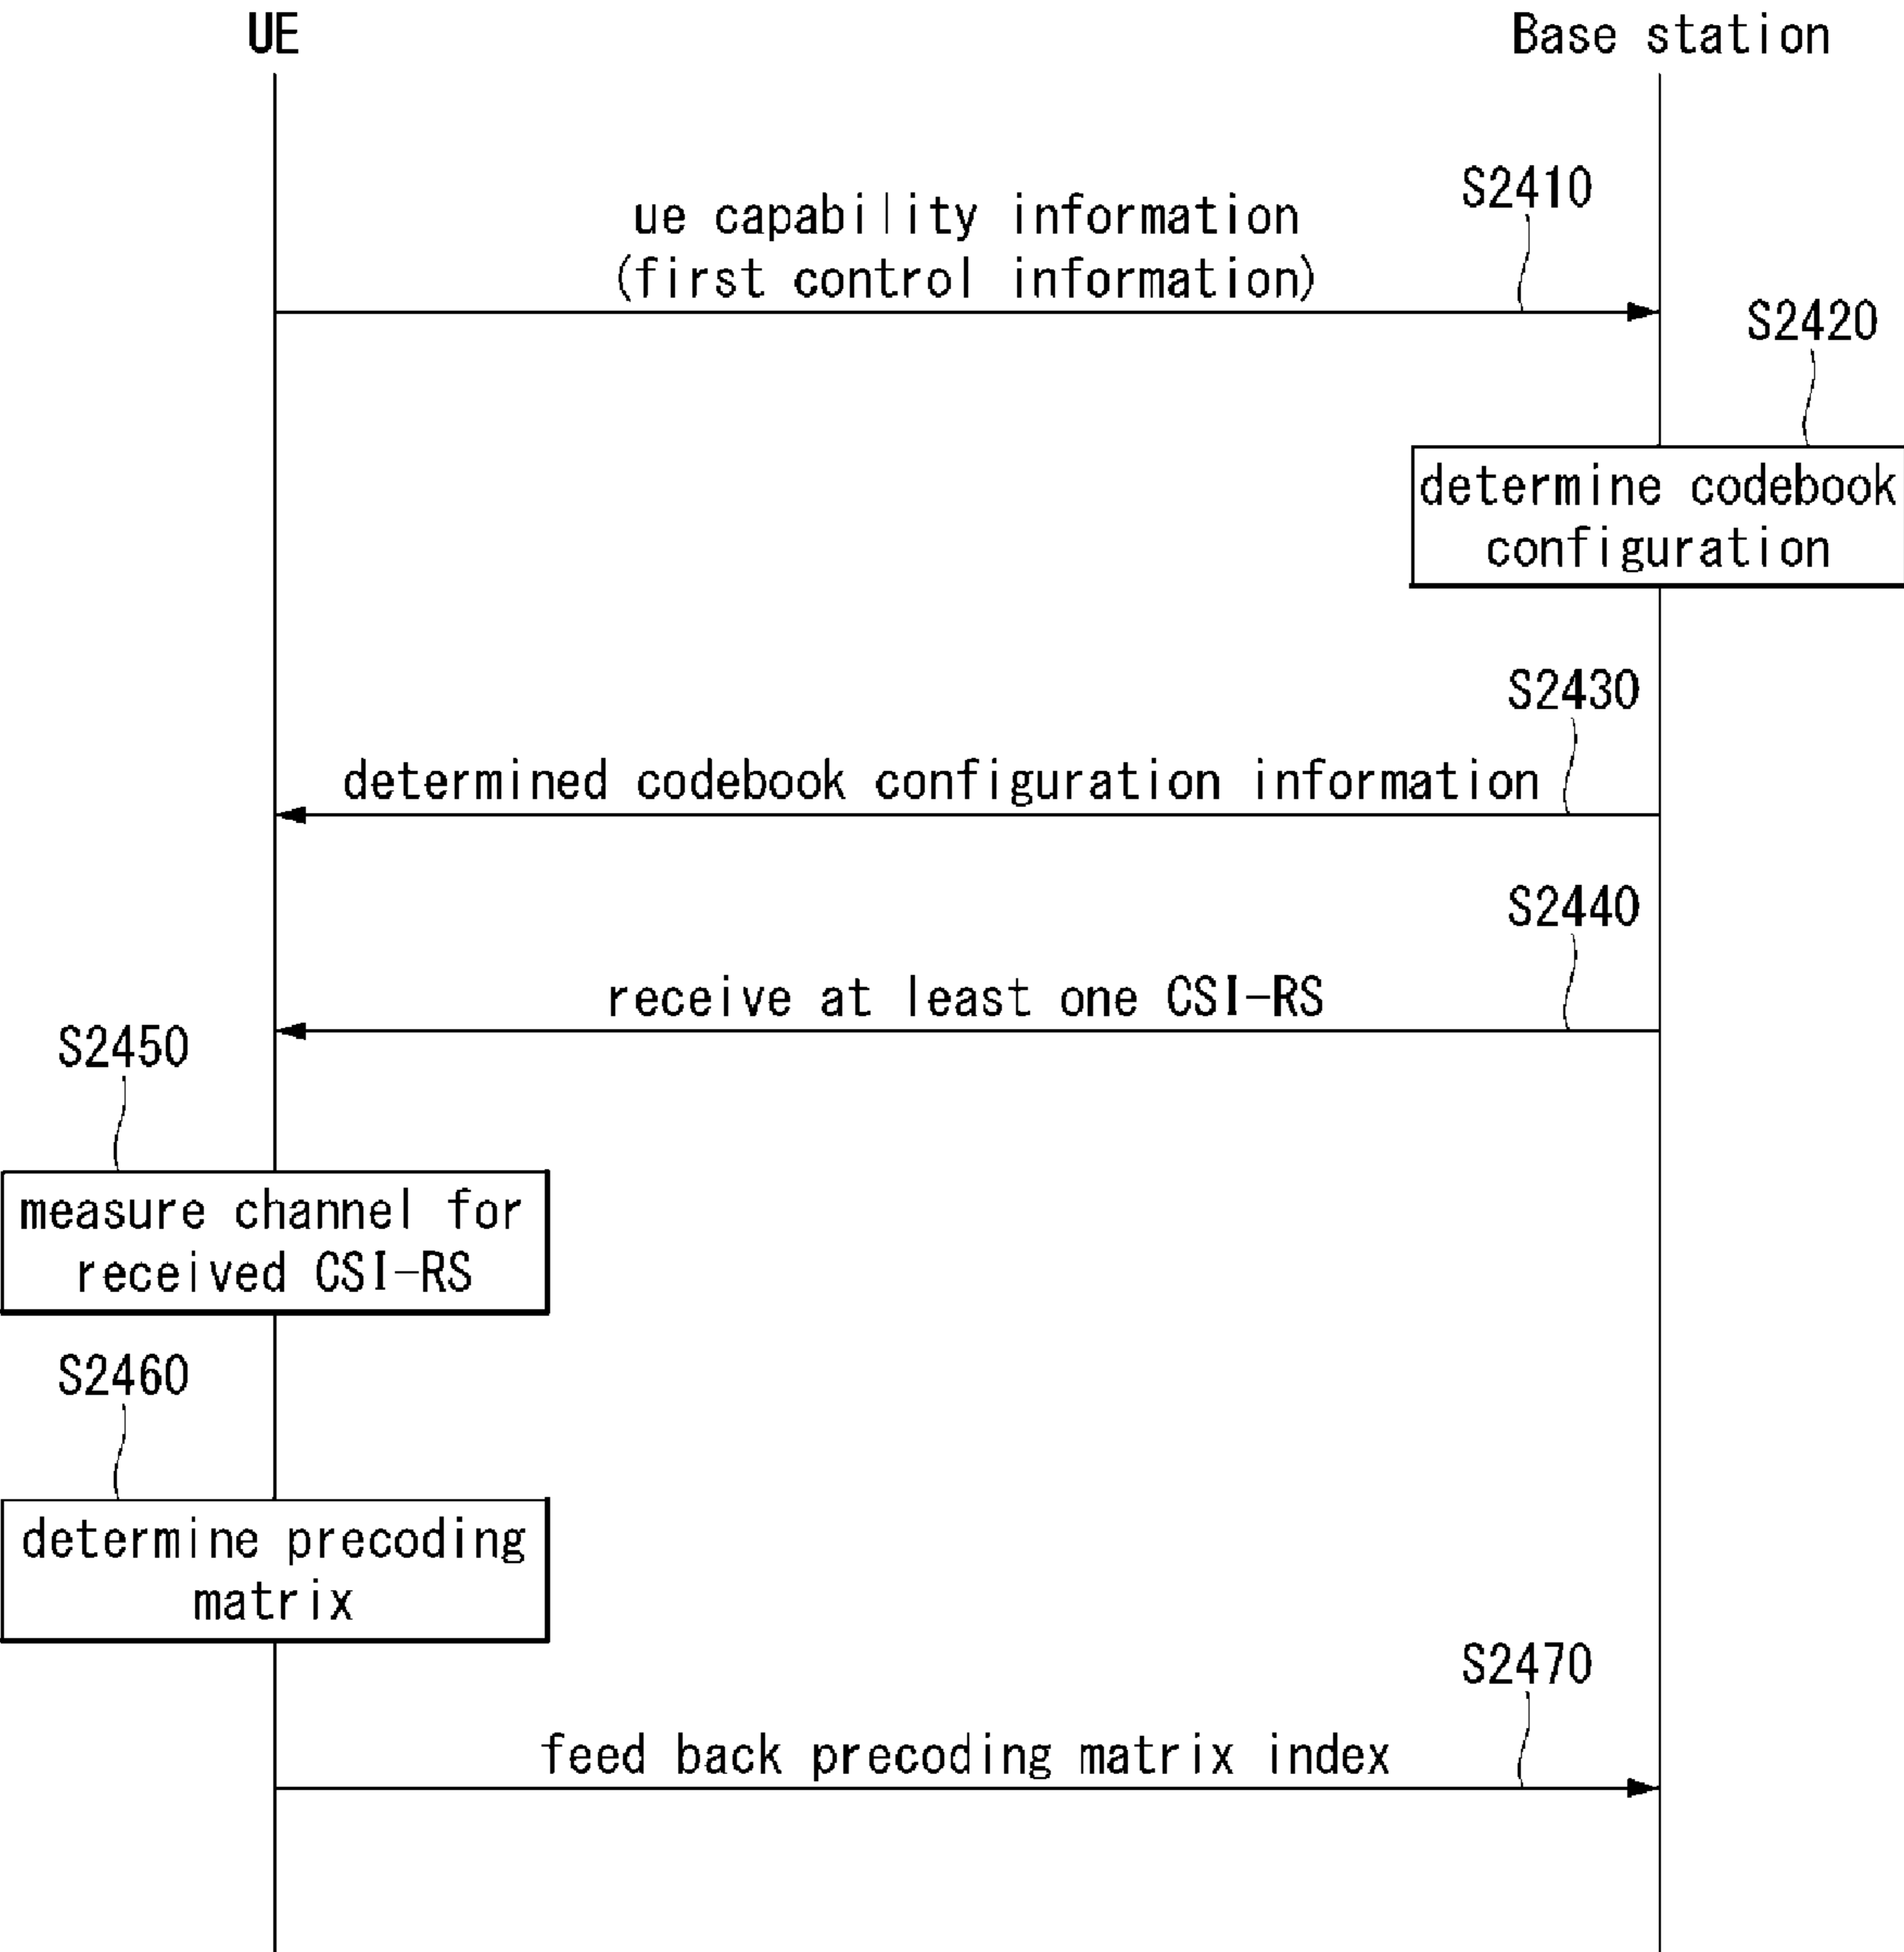 UE
Base station
S2410
ue capability information
(first control information)
S2420
determine codebook
configuration
S2430
determined codebook configuration information
S2440
receive at least one CSI-RS
S2450
measure channel for
received CSI-RS
S2460
determine precoding
matrix
S2470
feed back precoding matrix index